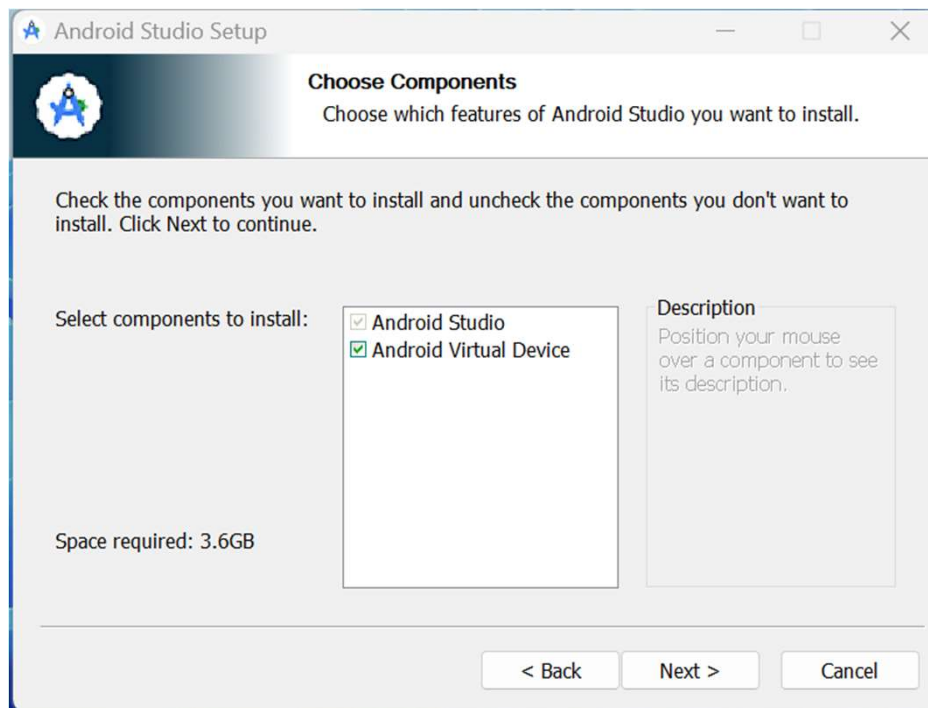 Android Studio Setup
Choose Components
Choose which features of Android Studio you want to install.
Check the components you want to install and uncheck the components you don't want to
install. Click Next to continue.
Select components to install:
Android Studio
Android Virtual Device
Description
Position your mouse
over a component to see
its description.
Space required: 3.6GB
< Back
Next >
Cancel